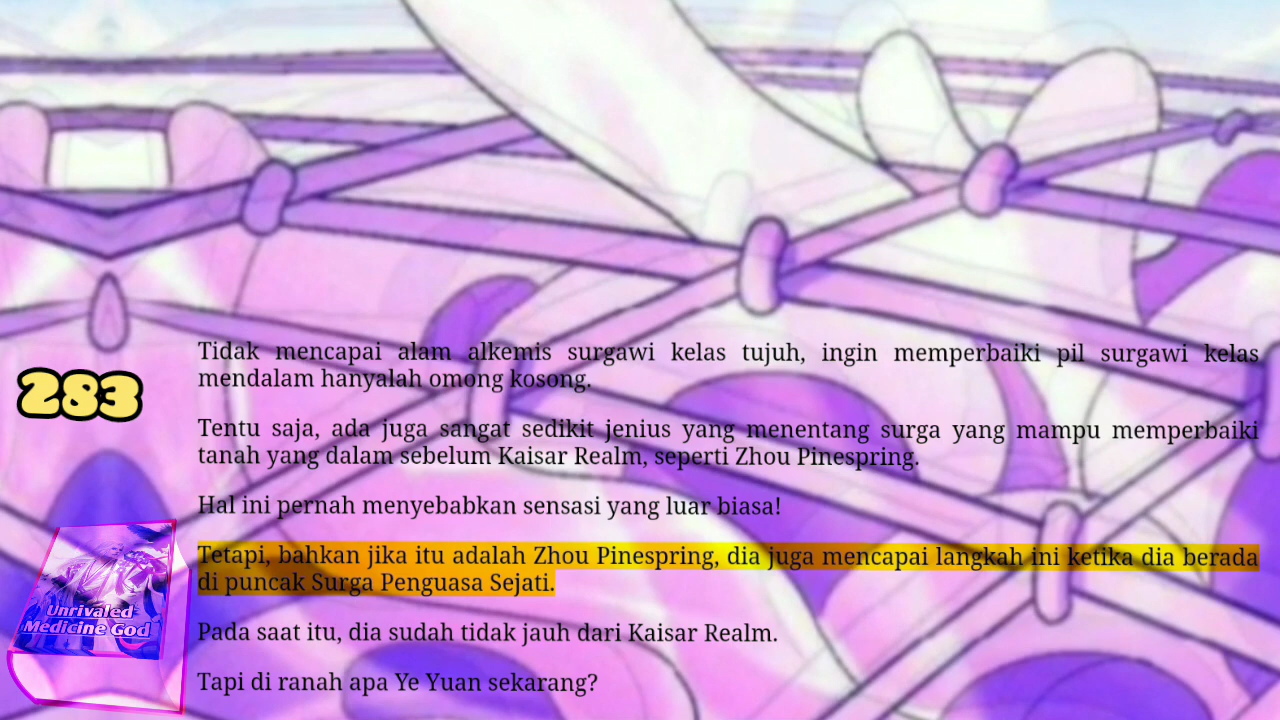 Tidak mencapai alam alkemis surgawi kelas tujuh, ingin memperbaiki pil surgawi kelas
mendalam hanyalah omong kosong.
Tentu saja, ada juga sangat sedikit jenius yang menentang surga yang mampu memperbaiki
tanah yang dalam sebelum Kaisar Realm, seperti Zhou Pinespring.
Hal ini pernah menyebabkan sensasi yang luar biasa!
Tetapi, bahkan jika itu adalah Zhou Pinespring, dia juga mencapai langkah ini ketika dia berada
di puncak Surga Penguasa Sejati.
Pada saat itu, dia sudah tidak jauh dari Kaisar Realm.
Tapi di ranah apa Ye Yuan sekarang?
283
Unrivaled
Medicine God